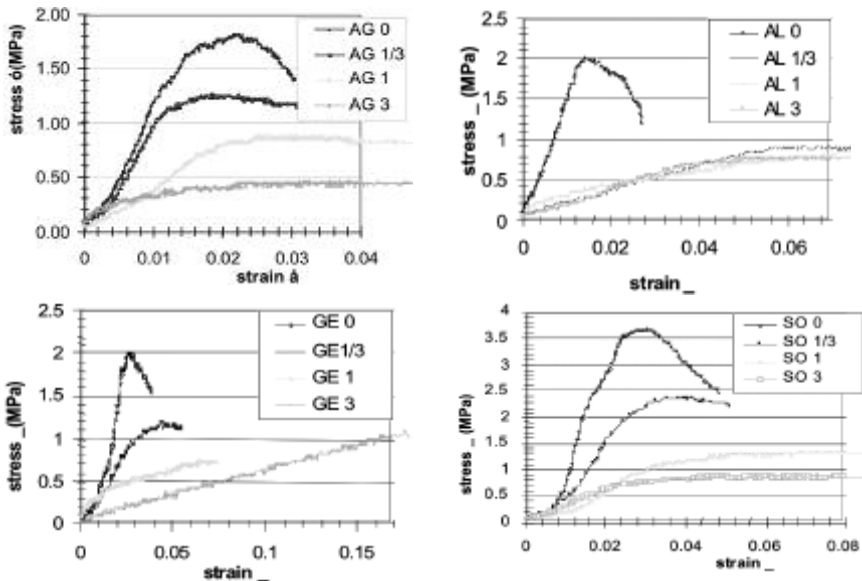 stress ó(MPa)
2.00
1.50
1.00
0.50
0.00
0
0.01
0.02
0.03
0.04
strain å
AG 0
AG 1/3
AG 1
AG 3
stress _ (MPa)
2.5
2
1.5
1
0.5
0
0
0.02
0.04
0.06
strain _
AL 0
AL 1/3
AL 1
AL 3
stress _(MPa)
2.5
2
1.5
1
0.5
0
0
0.05
0.1
0.15
strain _
GE 0
GE1/3
GE 1
GE 3
stress _ (MPa)
4
3.5
3
2.5
2
1.5
1
0.5
0
0
0.02
0.04
0.06
0.08
strain _
SO 0
SO 1/3
SO 1
SO 3